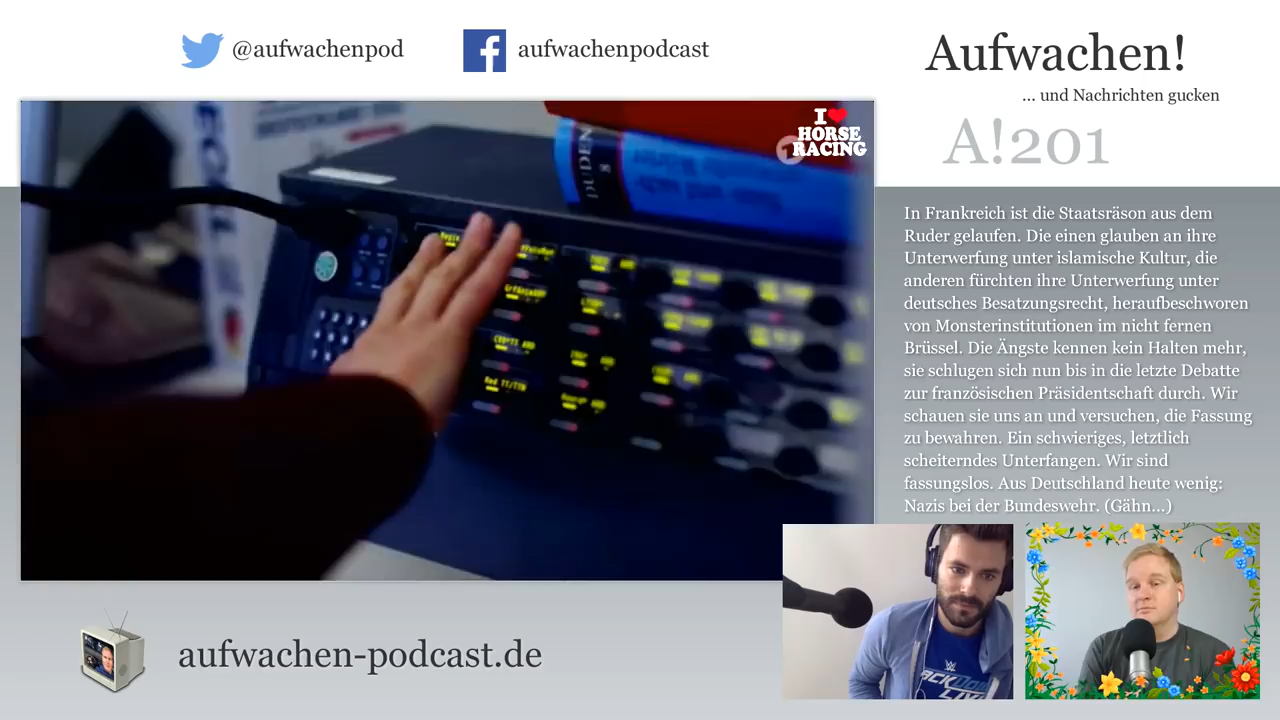 @aufwachenpod
aufwachenpodcast
Aufwachen!
... und Nachrichten gucken
A!201
I
HORSE
RACING
DUDEN
8
In Frankreich ist die Staatsräson aus dem
Ruder gelaufen. Die einen glauben an ihre
Unterwerfung unter islamische Kultur, die
anderen fürchten ihre Unterwerfung unter
deutsches Besatzungsrecht, heraufbeschworen
von Monsterinstitutionen im nicht fernen
Brüssel. Die Ängste kennen kein Halten mehr,
sie schlugen sich nun bis in die letzte Debatte
zur französischen Präsidentschaft durch. Wir
schauen sie uns an und versuchen, die Fassung
zu bewahren. Ein schwieriges, letztlich
scheiterndes Unterfangen. Wir sind
fassungslos. Aus Deutschland heute wenig:
Nazis bei der Bundeswehr. (Gähn...)
aufwachen-podcast.de